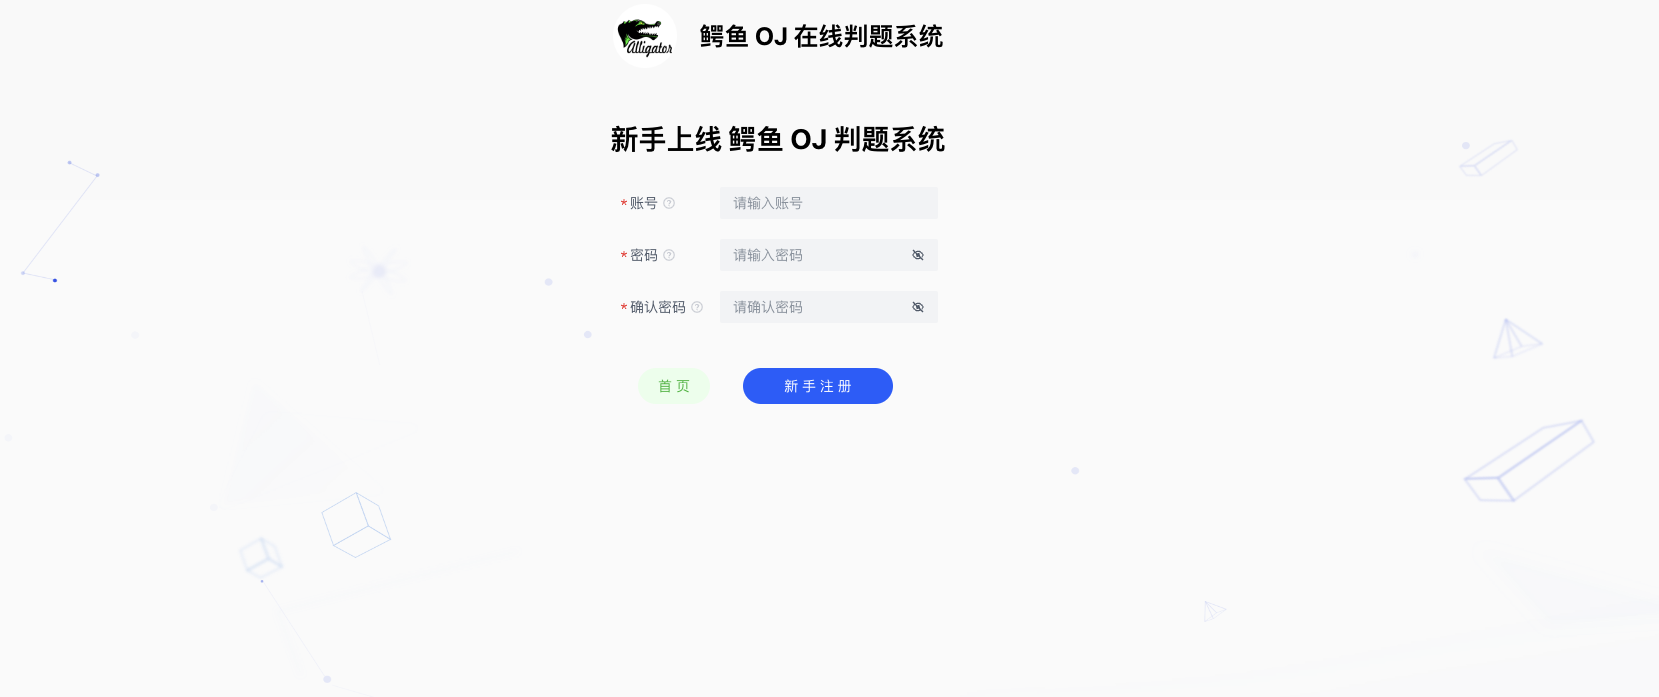 Alligator
鳄鱼 OJ 在线判题系统
新手上线 鳄鱼 OJ 判题系统
* 账号
请输入账号
* 密码
请输入密码
* 确认密码
请确认密码
首 页
新 手 注 册